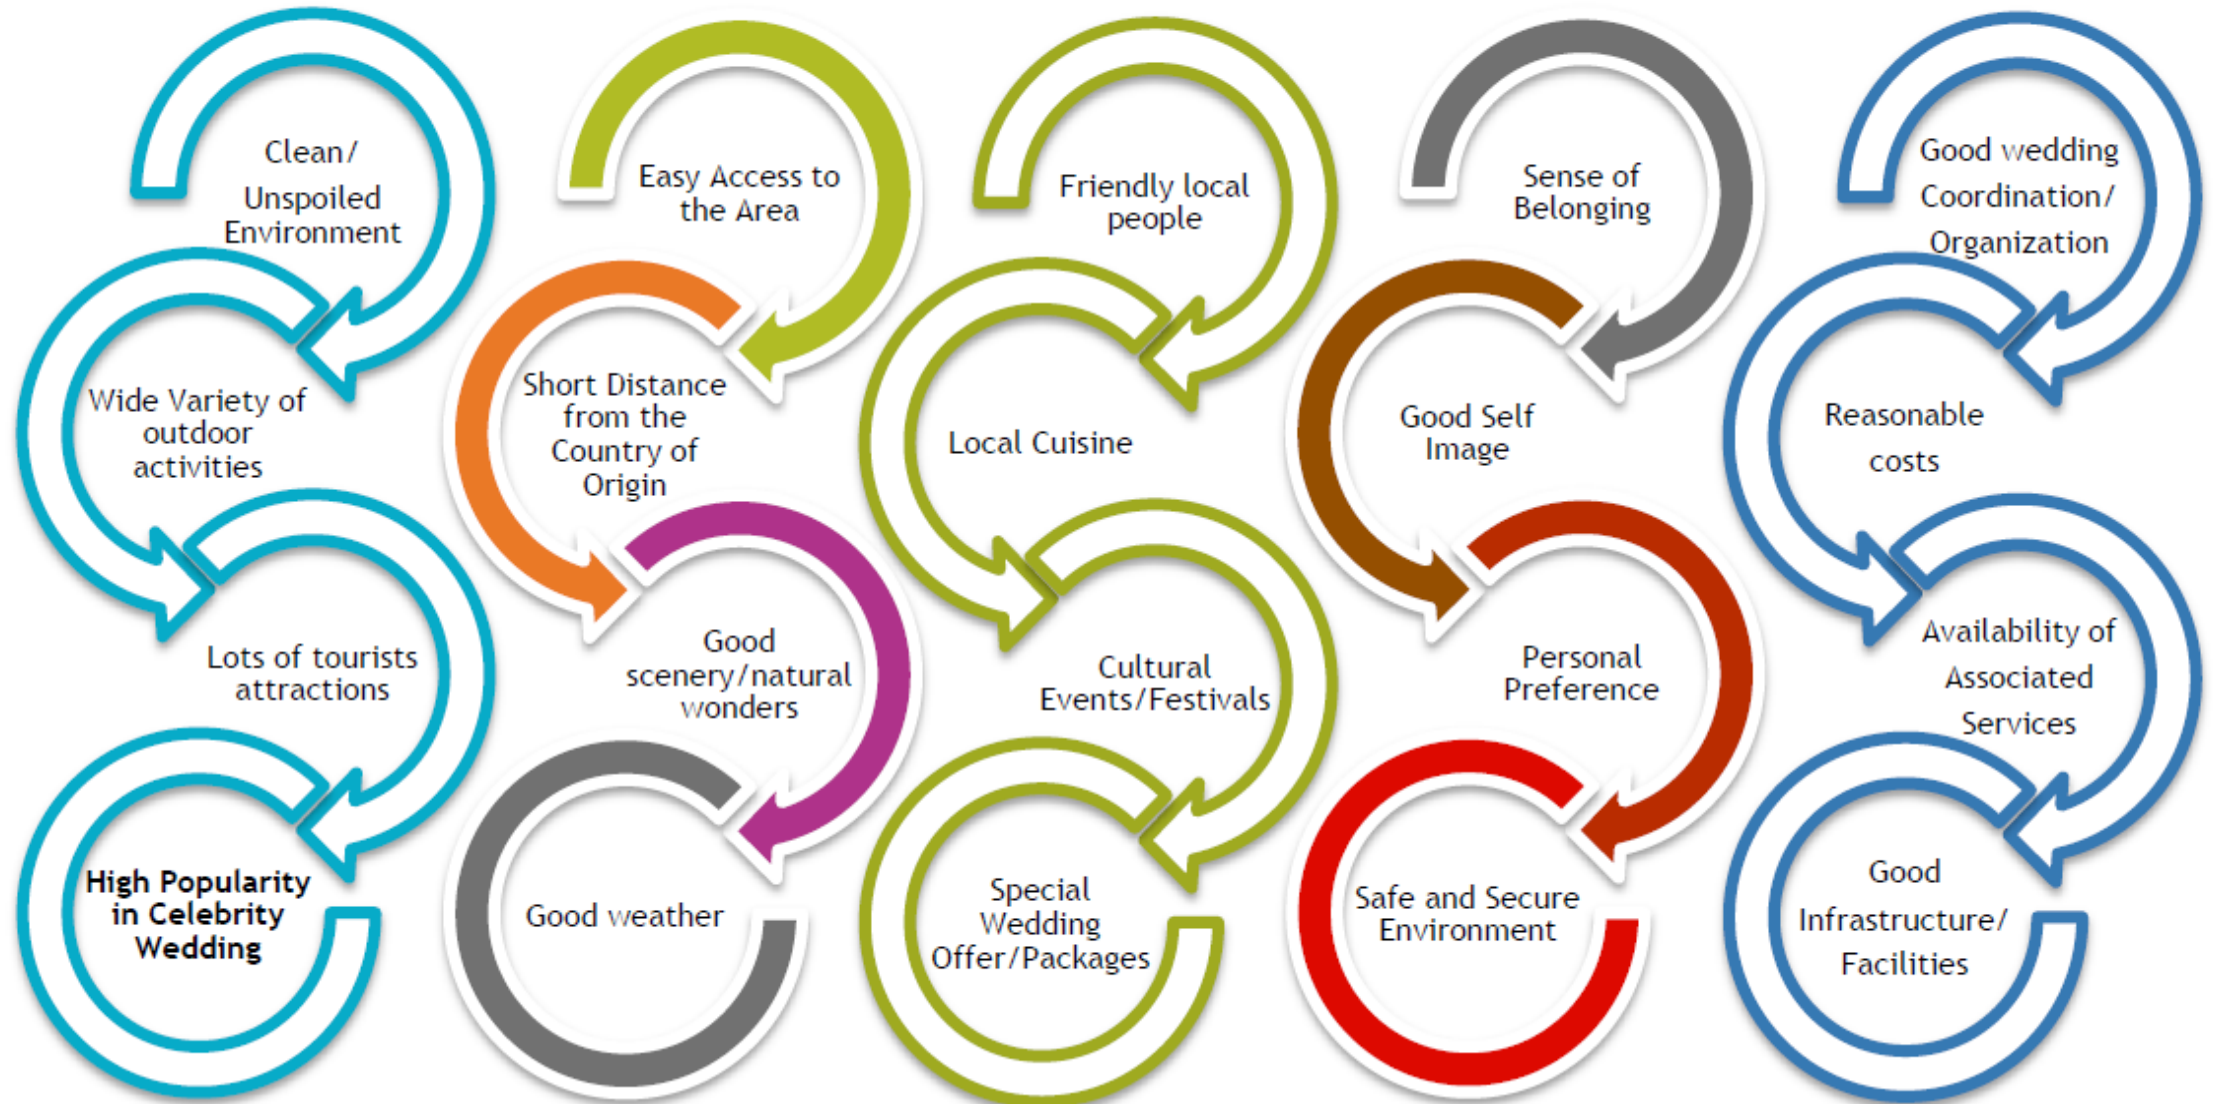 Clean/
Unspoiled
Environment
Wide Variety of
outdoor
activities
Lots of tourists
attractions
High Popularity
in Celebrity
Wedding
Easy Access to
the Area
Short Distance
from the
Country of
Origin
Good
scenery/natural
wonders
Good weather
Friendly local
people
Local Cuisine
Cultural
Events/Festivals
Special
Wedding
Offer/Packages
Sense of
Belonging
Good Self
Image
Personal
Preference
Safe and Secure
Environment
Good wedding
Coordination/
Organization
Reasonable
costs
Availability of
Associated
Services
Good
Infrastructure/
Facilities